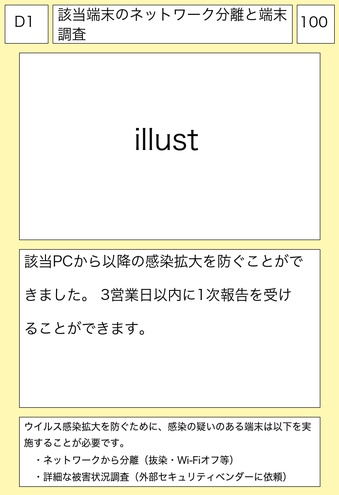 D1
該当端末のネットワーク分離と端末
調査
100
illust
該当PCから以降の感染拡大を防ぐことがで
きました。 3営業日以内に1次報告を受け
ることができます。
ウイルス感染拡大を防ぐために、感染の疑いのある端末は以下を実
施することが必要です。
・ネットワークから分離（抜染・Wi-Fiオフ等）
・詳細な被害状況調査（外部セキュリティベンダーに依頼）